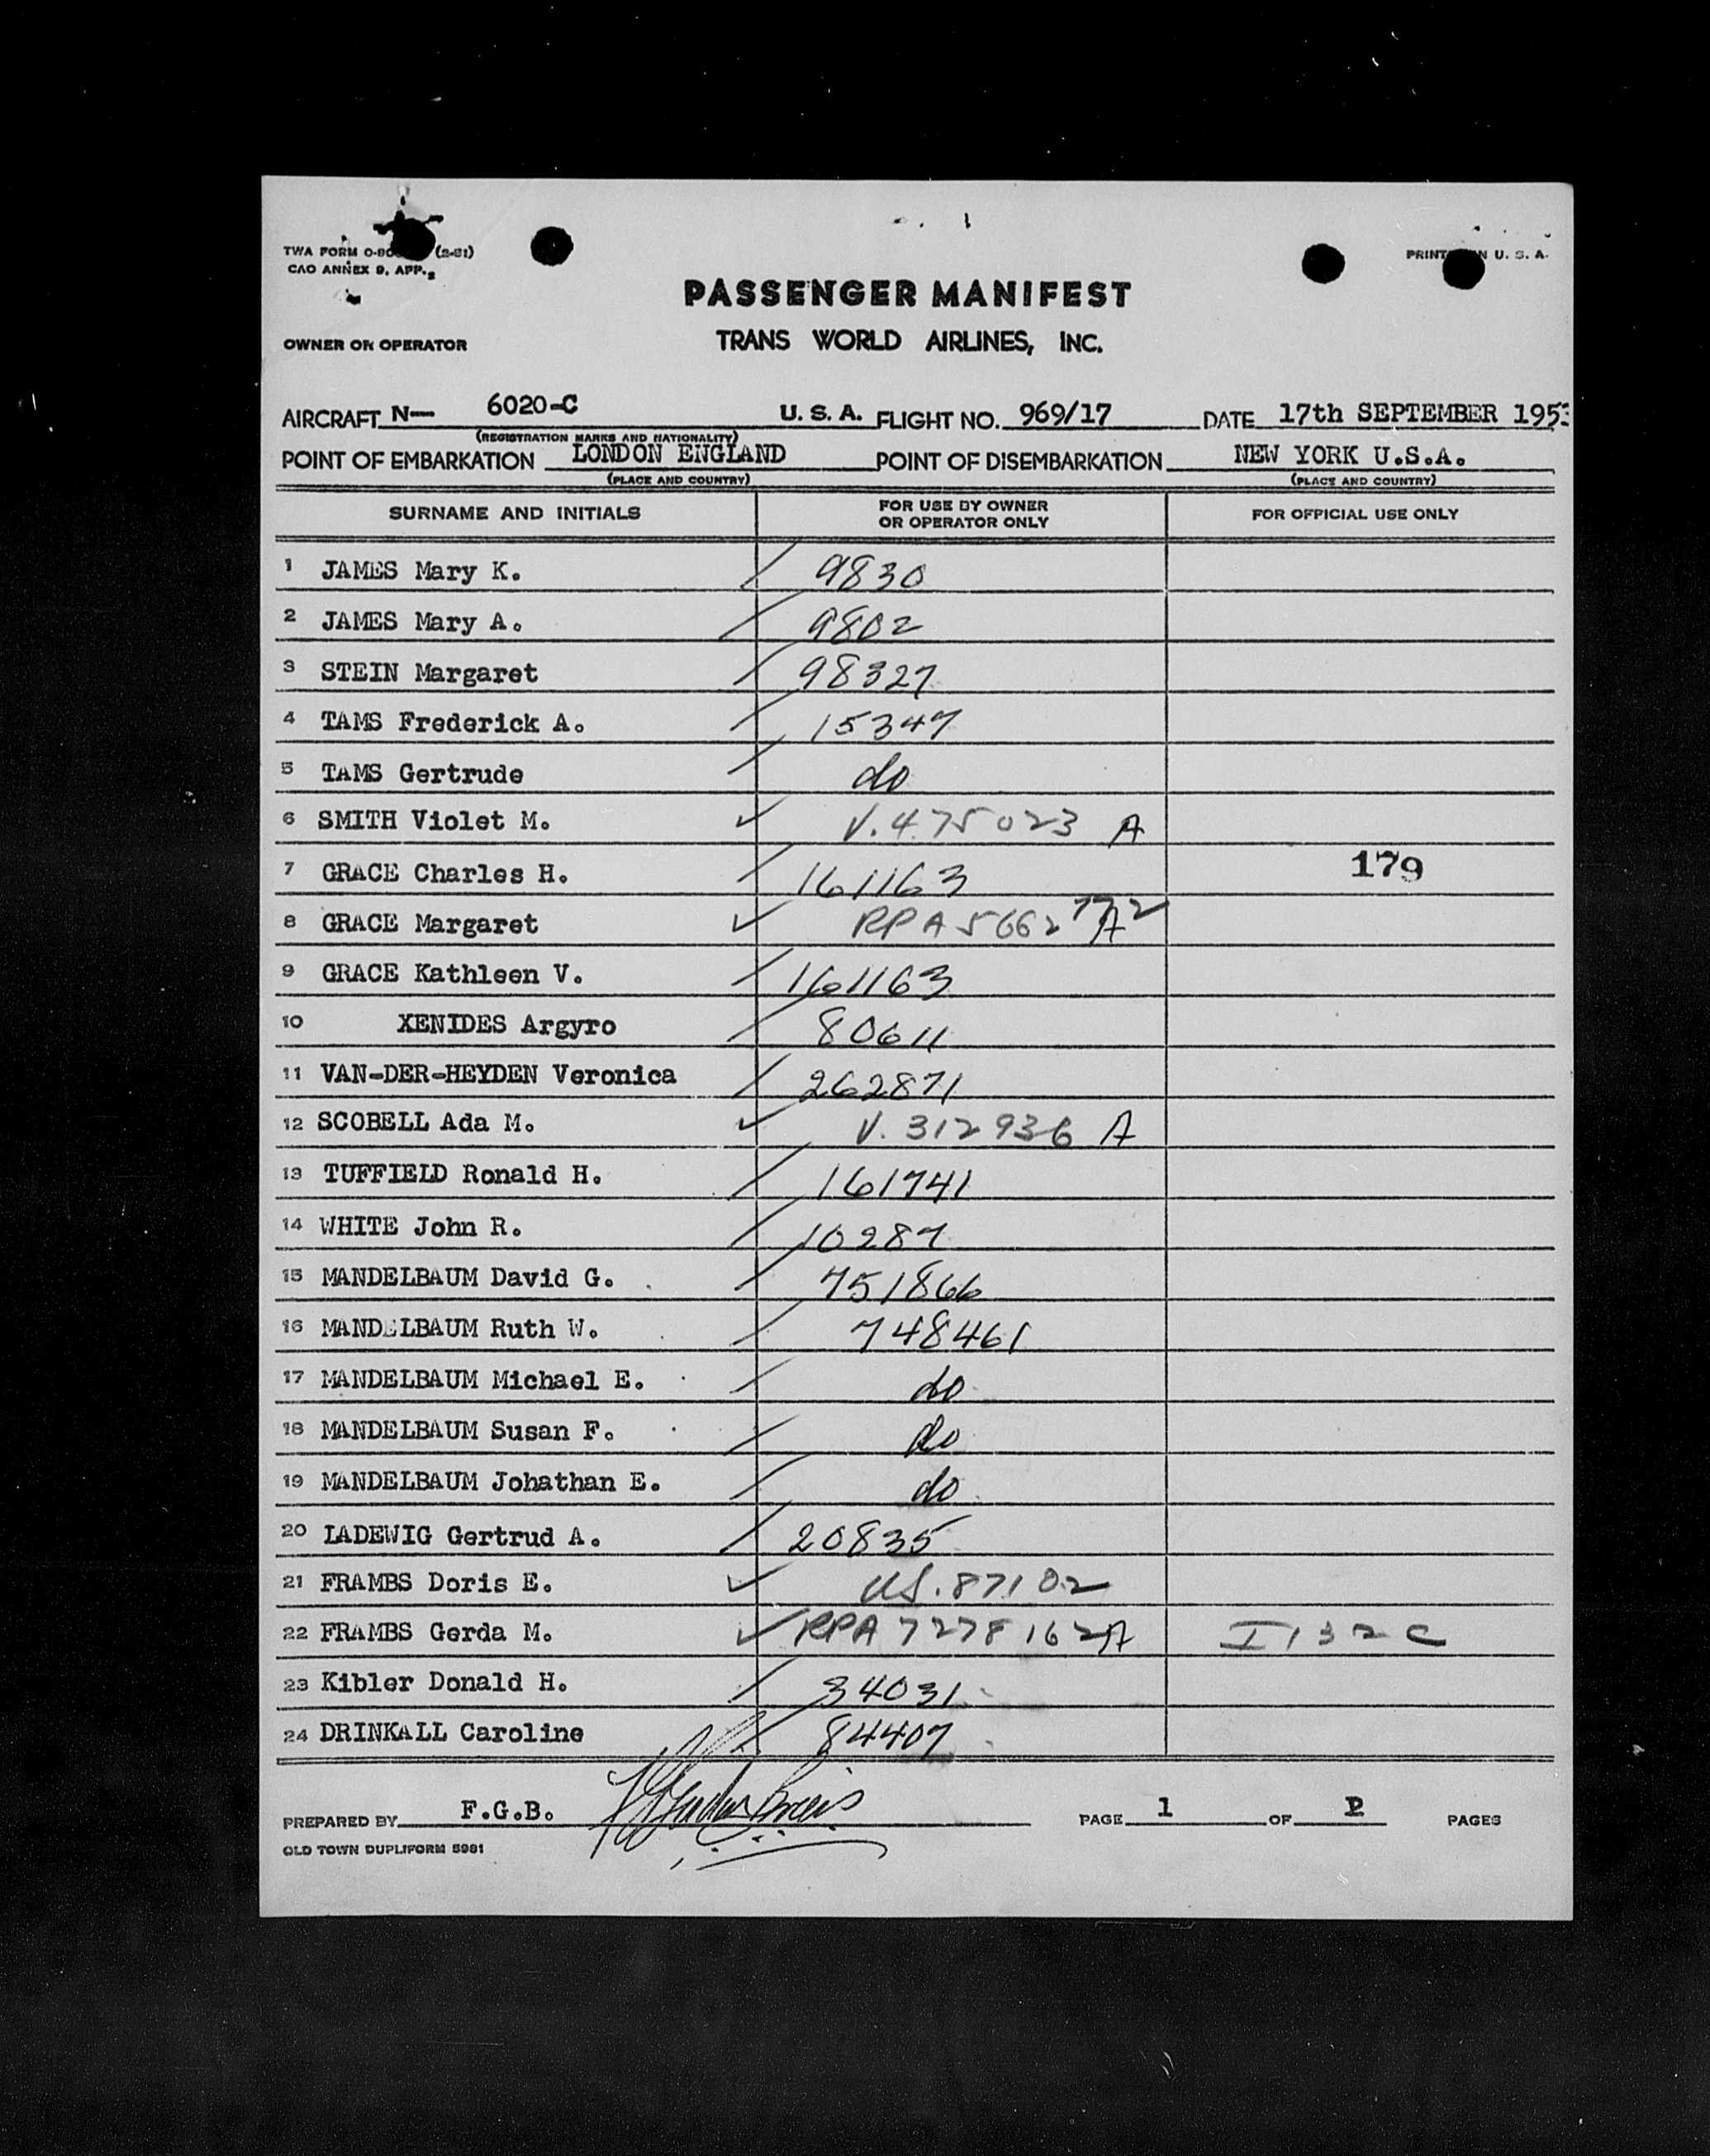 TWA FORM O-80 (2-51)
CAO ANNEX 9, APP.
PRINT N U. S. A.
PASSENGER MANIFEST
OWNER OR OPERATOR
TRANS WORLD AIRLINES, INC.
AIRCRAFT N— 6020-C U. S. A. FLIGHT NO. 969/17 DATE 17th SEPTEMBER 195
(REGISTRATION MARKS AND NATIONALITY)
POINT OF EMBARKATION LONDON ENGLAND POINT OF DISEMBARKATION NEW YORK U.S.A.
(PLACE AND COUNTRY) (PLACE AND COUNTRY)
SURNAME AND INITIALS FOR USE BY OWNER OR OPERATOR ONLY FOR OFFICIAL USE ONLY
1 JAMES Mary K. / 9830
2 JAMES Mary A. / 9802
3 STEIN Margaret / 98327
4 TAMS Frederick A. / 15347
5 TAMS Gertrude / do
6 SMITH Violet M. ✓ V.475023 A
7 GRACE Charles H. / 161163 179
8 GRACE Margaret ✓ RPA 5662772 A
9 GRACE Kathleen V. / 161163
10 XENIDES Argyro / 80611
11 VAN-DER-HEYDEN Veronica / 262871
12 SCOBELL Ada M. ✓ V. 312936 A
13 TUFFIELD Ronald H. / 161741
14 WHITE John R. / 10287
15 MANDELBAUM David G. / 751866
16 MANDELBAUM Ruth W. / 748461
17 MANDELBAUM Michael E. / do
18 MANDELBAUM Susan F. / do
19 MANDELBAUM Johathan E. / do
20 LADEWIG Gertrud A. / 20835
21 FRAMBS Doris E. ✓ US.87102
22 FRAMBS Gerda M. ✓ RPA 7278162A I 132 C
23 Kibler Donald H. / 34031
24 DRINKALL Caroline / 84407
PREPARED BY F.G.B. PAGE 1 OF PAGES
OLD TOWN DUPLIFORM 5981